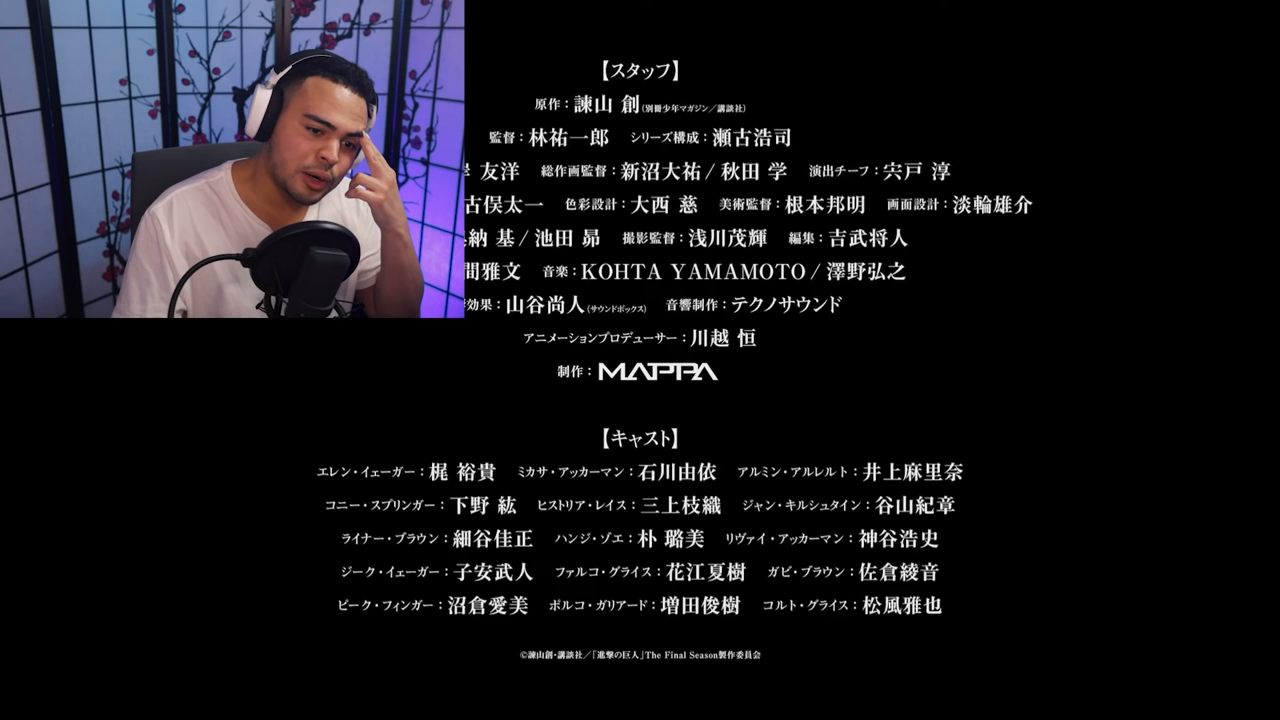 【スタッフ】
原作：諫山 創(別冊少年マガジン／講談社)
監督：林祐一郎 シリーズ構成：瀬古浩司
友洋 総作画監督：新沼大祐 / 秋田 学 演出チーフ：宍戸 淳
古俣太一 色彩設計：大西 慈 美術監督：根本邦明 画面設計：淡輪雄介
納 基 / 池田 昴 撮影監督：浅川茂輝 編集：吉武将人
間雅文 音楽：KOHTA YAMAMOTO / 澤野弘之
効果：山谷尚人(サウンドボックス) 音響制作：テクノサウンド
アニメーションプロデューサー：川越 恒
制作：MAPPA
【キャスト】
エレン・イェーガー：梶 裕貴 ミカサ・アッカーマン：石川由依 アルミン・アルレルト：井上麻里奈
コニー・スプリンガー：下野 紘 ヒストリア・レイス：三上枝織 ジャン・キルシュタイン：谷山紀章
ライナー・ブラウン：細谷佳正 ハンジ・ゾエ：朴 璐美 リヴァイ・アッカーマン：神谷浩史
ジーク・イェーガー：子安武人 ファルコ・グライス：花江夏樹 ガビ・ブラウン：佐倉綾音
ピーク・フィンガー：沼倉愛美 ポルコ・ガリアード：増田俊樹 コルト・グライス：松風雅也
©諫山創・講談社／「進撃の巨人」The Final Season製作委員会